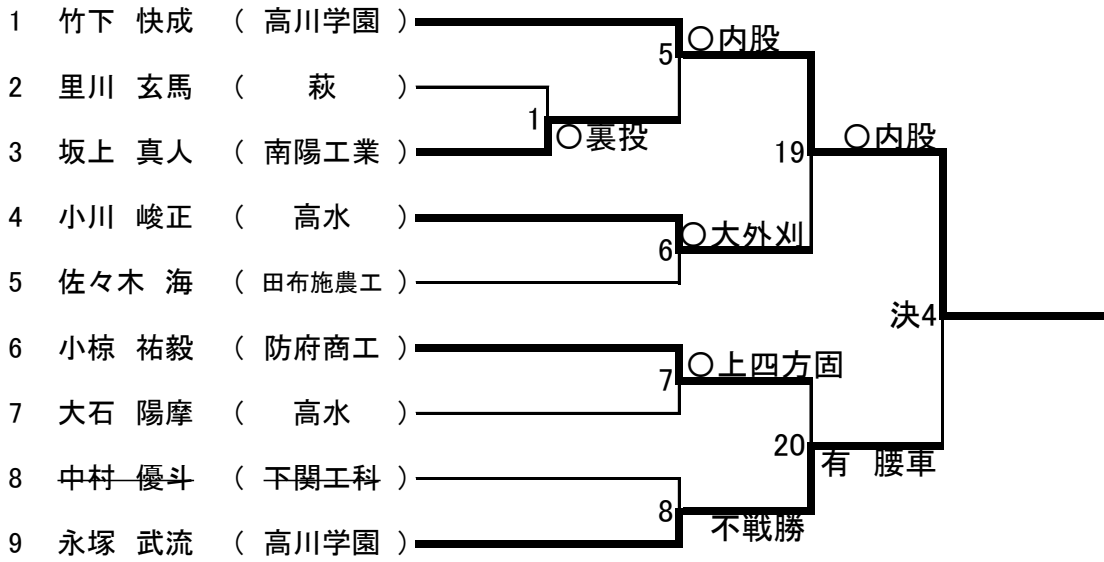 1 竹下 快成 ( 高川学園 )
5 〇内股
2 里川 玄馬 ( 萩 )
1 〇裏投
3 坂上 真人 ( 南陽工業 )
19 〇内股
4 小川 峻正 ( 高水 )
6 〇大外刈
5 佐々木 海 ( 田布施農工 )
決4
6 小椋 祐毅 ( 防府商工 )
7 〇上四方固
7 大石 陽摩 ( 高水 )
20 有 腰車
8 中村 優斗 ( 下関工科 )
8 不戦勝
9 永塚 武流 ( 高川学園 )